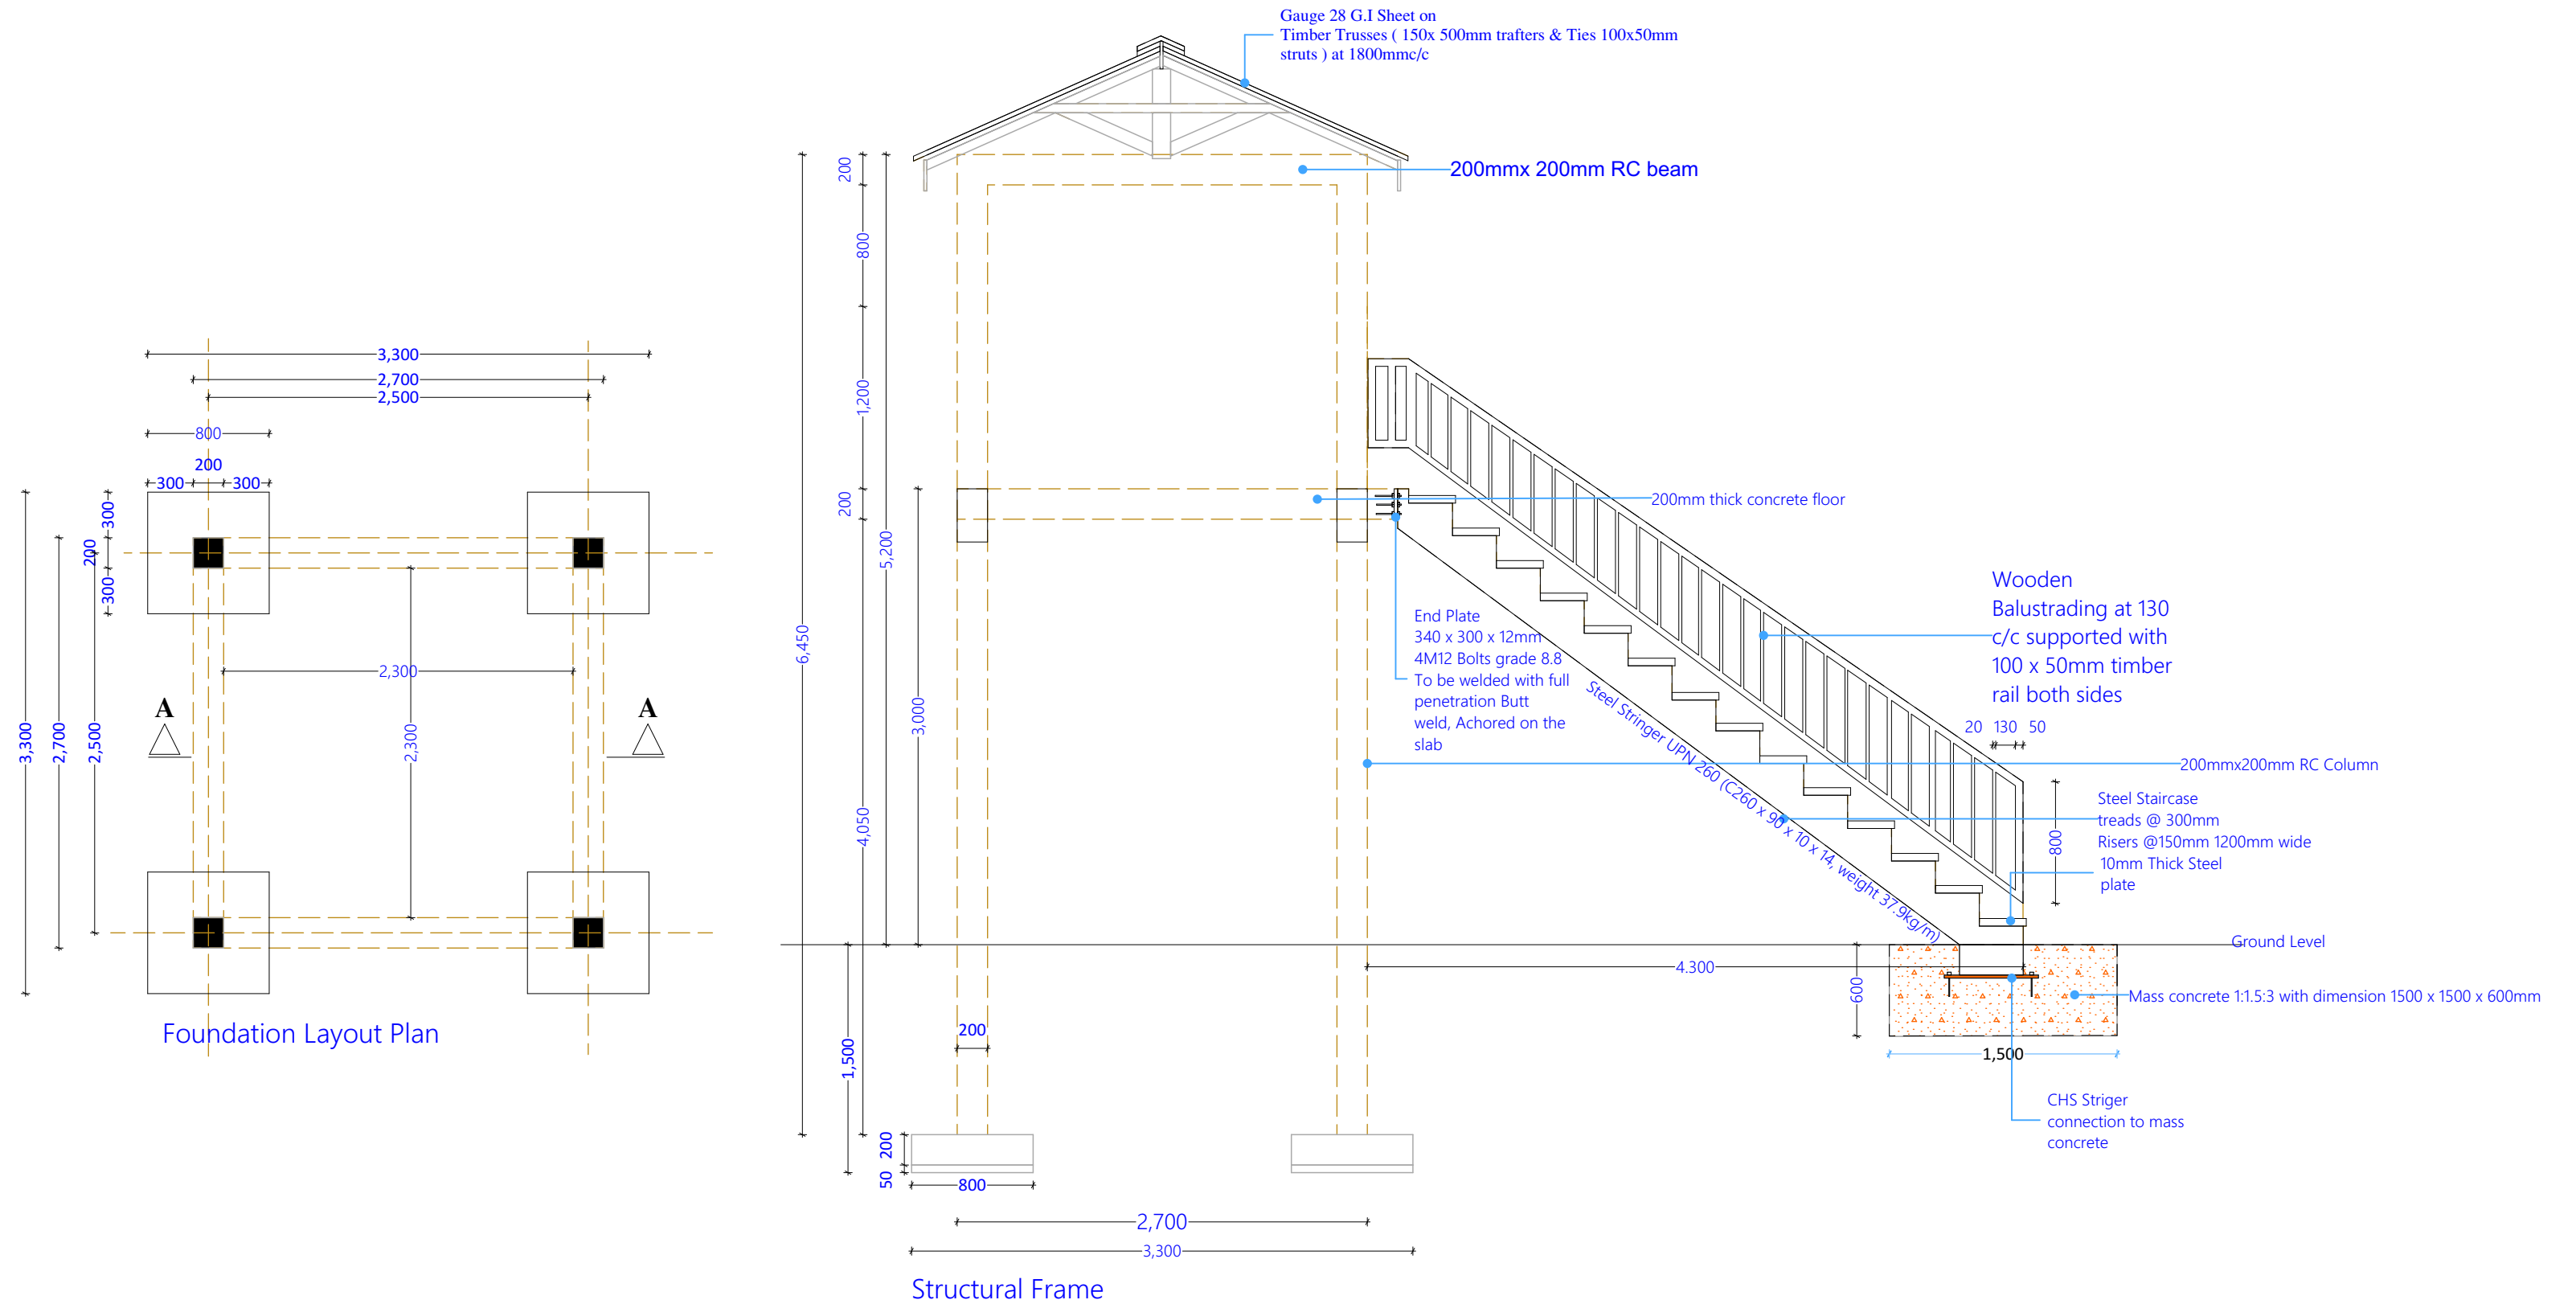 Gauge 28 G.I Sheet on
Timber Trusses ( 150x 500mm trafters & Ties 100x50mm
struts ) at 1800mmc/c
200mmx 200mm RC beam
200
800
1,200
200
5,200
6,450
3,000
4,050
1,500
200
200
50
800
2,700
3,300
Structural Frame
3,300
2,700
2,500
800
200
300
300
300
200
300
3,300
2,700
2,500
2,300
2,300
A
A
Foundation Layout Plan
200mm thick concrete floor
End Plate
340 x 300 x 12mm
4M12 Bolts grade 8.8
To be welded with full
penetration Butt
weld, Achored on the
slab
Steel Stringer UPN 260 (C260 x 90 x 10 x 14, weight 37.9kg/m)
Wooden
Balustrading at 130
c/c supported with
100 x 50mm timber
rail both sides
20 130 50
200mmx200mm RC Column
Steel Staircase
treads @ 300mm
Risers @150mm 1200mm wide
10mm Thick Steel
plate
800
Ground Level
4.300
600
Mass concrete 1:1.5:3 with dimension 1500 x 1500 x 600mm
1,500
CHS Striger
connection to mass
concrete